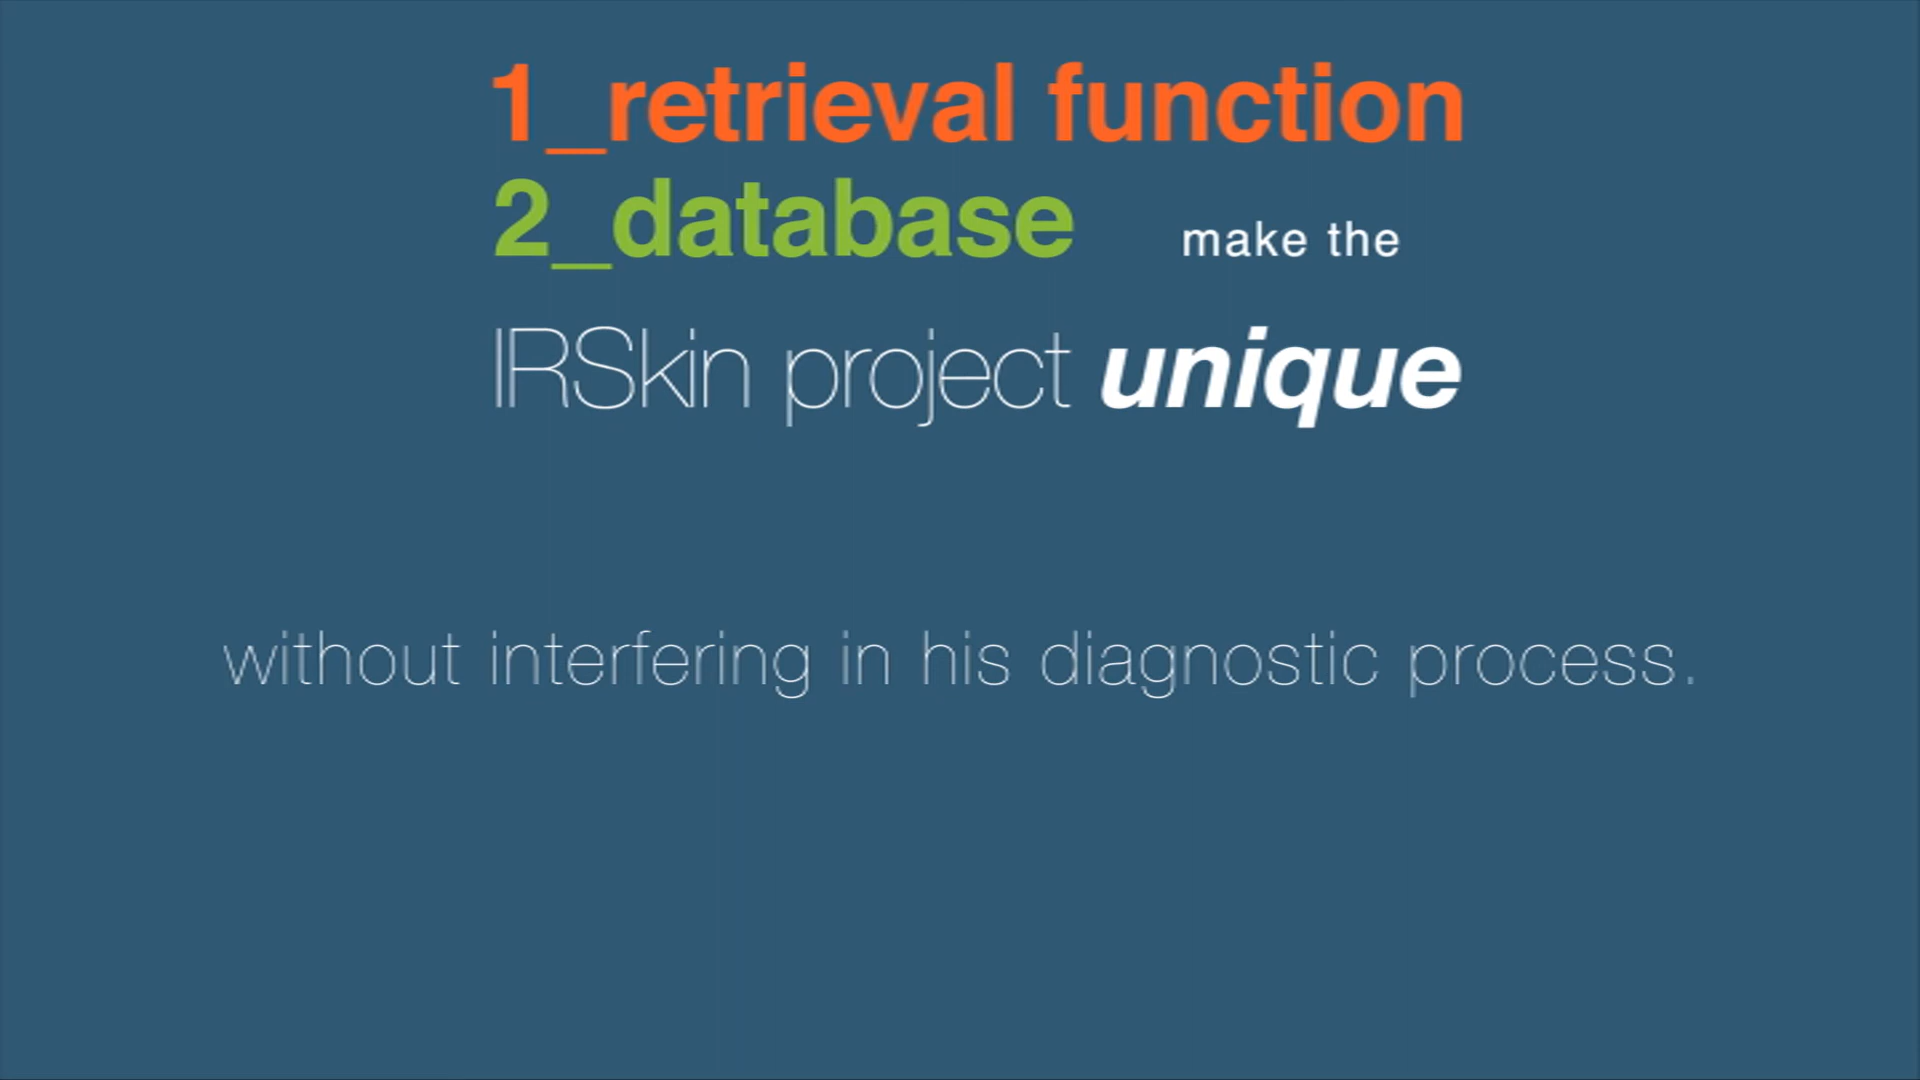 1_retrieval function
2_database make the
IRSkin project unique
without interfering in his diagnostic process.